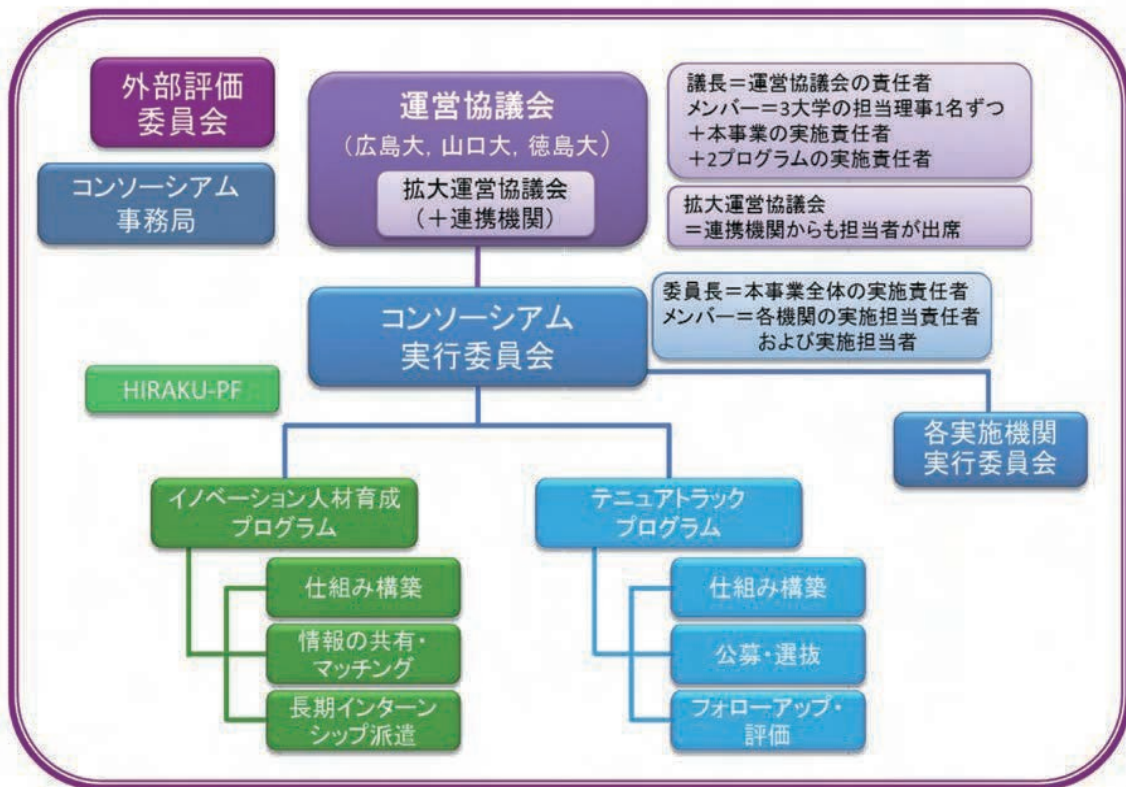 外部評価
委員会
コンソーシアム
事務局
運営協議会
(広島大, 山口大, 徳島大)
拡大運営協議会
(+連携機関)
議長=運営協議会の責任者
メンバー=3大学の担当理事1名ずつ
+本事業の実施責任者
+2プログラムの実施責任者
拡大運営協議会
=連携機関からも担当者が出席
コンソーシアム
実行委員会
委員長=本事業全体の実施責任者
メンバー=各機関の実施担当責任者
および実施担当者
HIRAKU-PF
各実施機関
実行委員会
イノベーション人材育成
プログラム
仕組み構築
情報の共有・
マッチング
長期インターン
シップ派遣
テニュアトラック
プログラム
仕組み構築
公募・選抜
フォローアップ・
評価